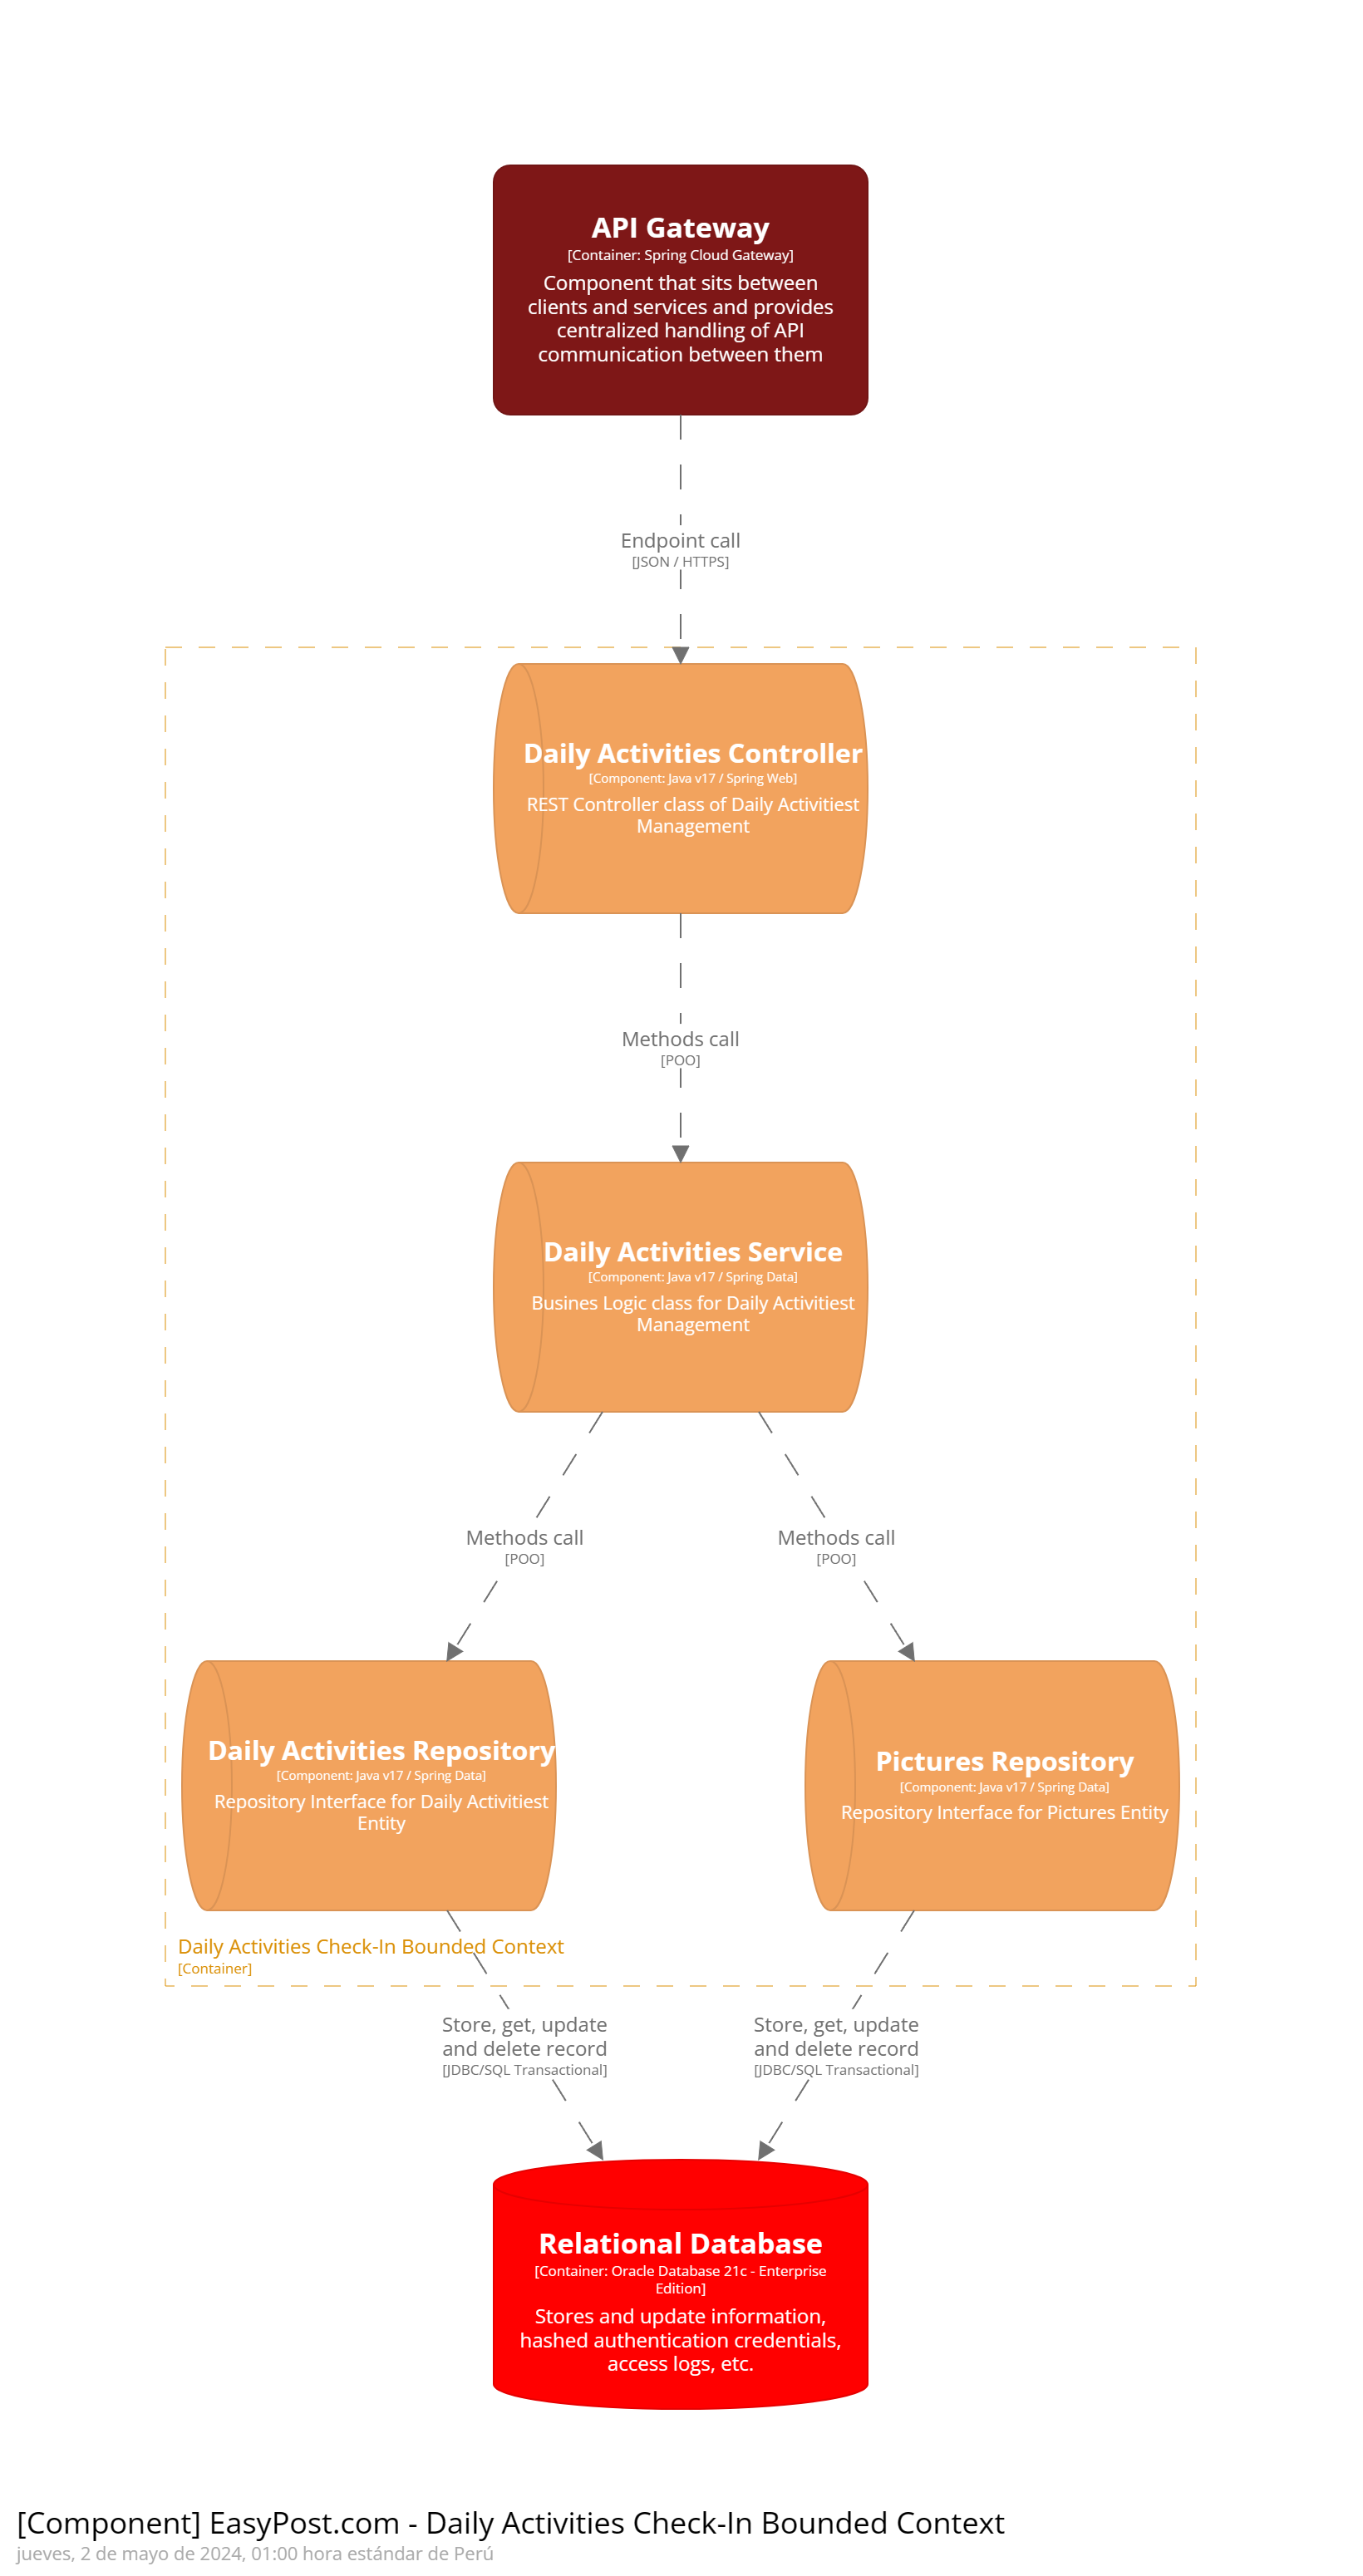 API Gateway
[Container: Spring Cloud Gateway]
Component that sits between
clients and services and provides
centralized handling of API
communication between them
Endpoint call
[JSON / HTTPS]
Daily Activities Controller
[Component: Java v17 / Spring Web]
REST Controller class of Daily Activitiest
Management
Methods call
[POO]
Daily Activities Service
[Component: Java v17 / Spring Data]
Busines Logic class for Daily Activitiest
Management
Methods call
[POO]
Methods call
[POO]
Daily Activities Repository
[Component: Java v17 / Spring Data]
Repository Interface for Daily Activitiest
Entity
Pictures Repository
[Component: Java v17 / Spring Data]
Repository Interface for Pictures Entity
Daily Activities Check-In Bounded Context
[Container]
Store, get, update
and delete record
[JDBC/SQL Transactional]
Store, get, update
and delete record
[JDBC/SQL Transactional]
Relational Database
[Container: Oracle Database 21c - Enterprise
Edition]
Stores and update information,
hashed authentication credentials,
access logs, etc.
[Component] EasyPost.com - Daily Activities Check-In Bounded Context
jueves, 2 de mayo de 2024, 01:00 hora estándar de Perú